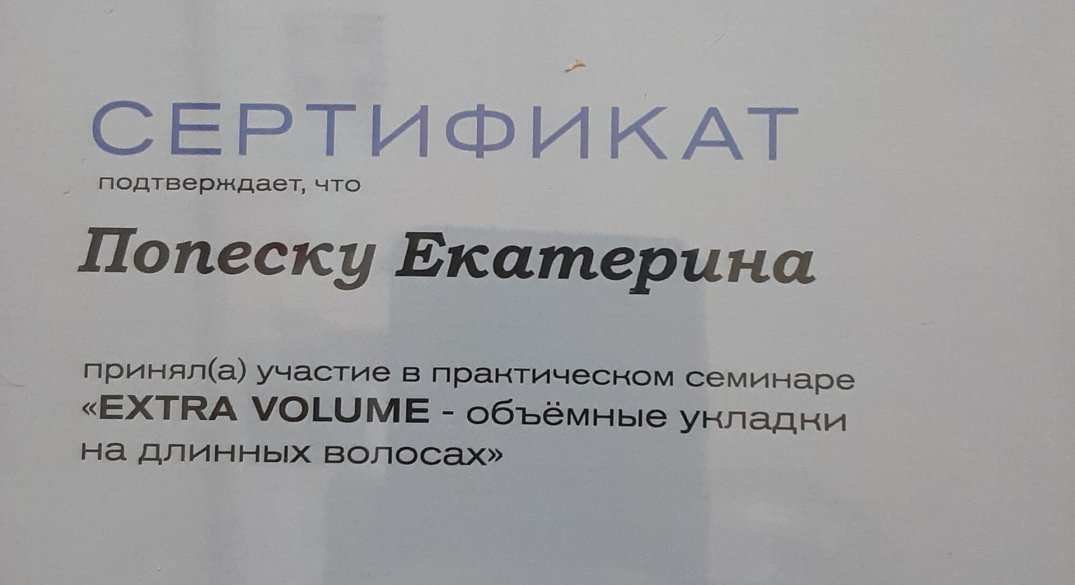 СЕРТИФИКАТ
подтверждает, что
Попеску Екатерина
принял(а) участие в практическом семинаре
«EXTRA VOLUME - объёмные укладки
на длинных волосах»